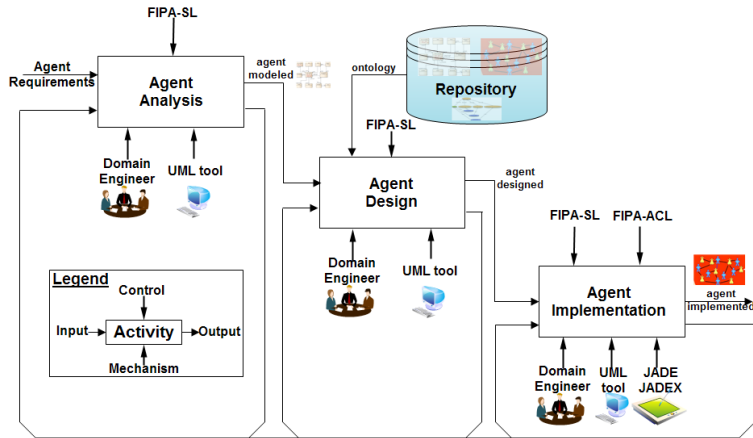 FIPA-SL
Agent
Requirements
Agent
Analysis
agent
modeled
Domain
Engineer
UML tool
ontology
Repository
FIPA-SL
Agent
Design
agent
designed
Domain
Engineer
UML tool
FIPA-SL
FIPA-ACL
Agent
Implementation
agent
implemented
Domain
Engineer
UML
tool
JADE
JADEX
Legend
Control
Input
Activity
Output
Mechanism